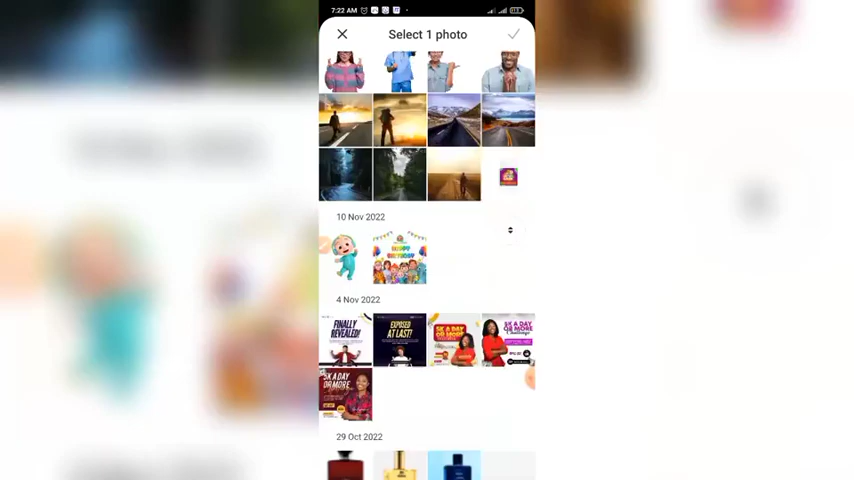 7:22 AM
Select 1 photo
10 Nov 2022
HAPPY
BIRTHDAY
4 Nov 2022
FINALLY
REVEALED!
EXPOSED
AT LAST!
5K A DAY
OR MORE
5K A DAY
OR MORE
Challenge
5K A DAY
OR MORE
29 Oct 2022